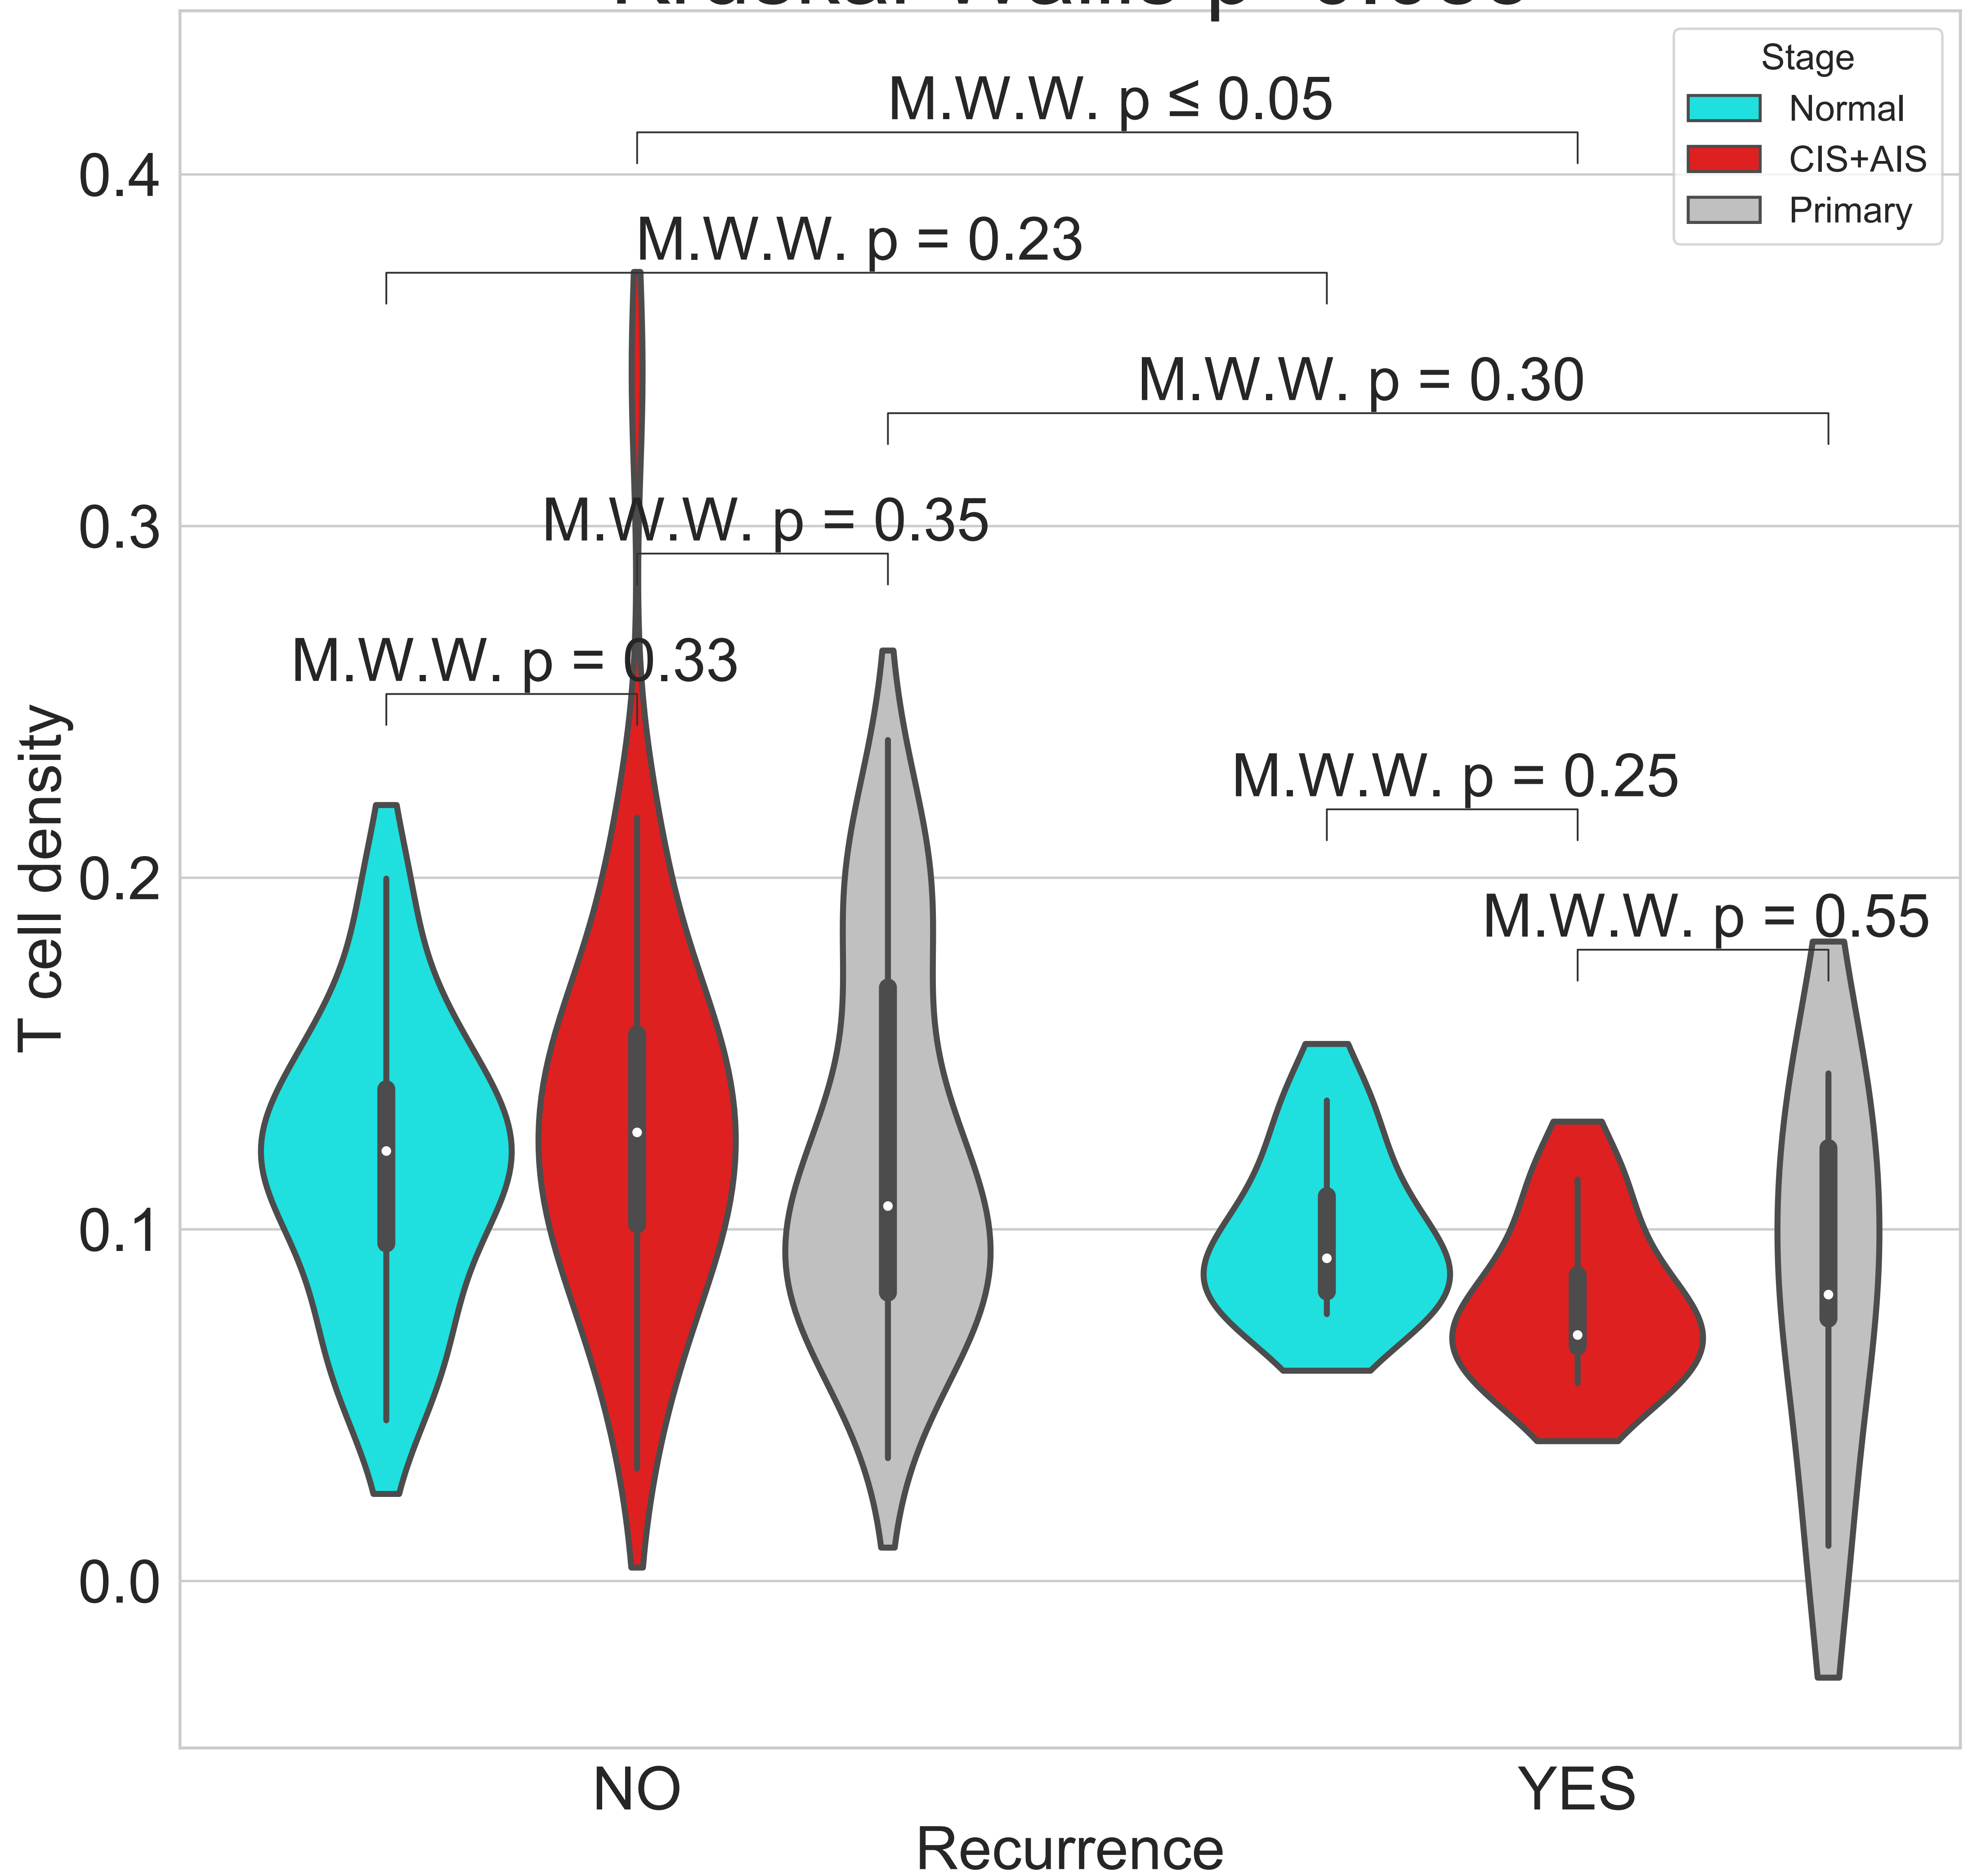 Stage
Normal
CIS+AIS
Primary
M.W.W. p ≤ 0.05
M.W.W. p = 0.23
M.W.W. p = 0.30
M.W.W. p = 0.35
M.W.W. p = 0.33
M.W.W. p = 0.25
M.W.W. p = 0.55
0.4
0.3
0.2
0.1
0.0
T cell density
NO
YES
Recurrence